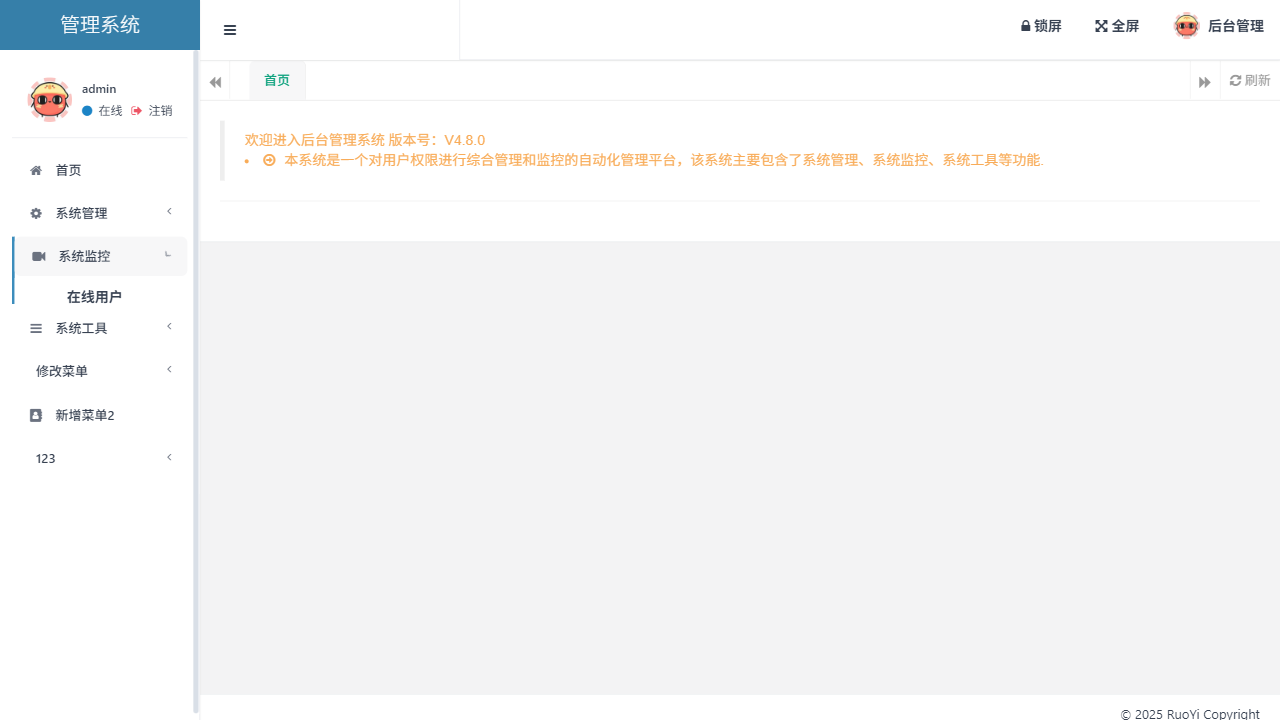 管理系统
锁屏 全屏 后台管理
admin
在线 注销
首页 刷新
欢迎进入后台管理系统 版本号：V4.8.0
本系统是一个对用户权限进行综合管理和监控的自动化管理平台，该系统主要包含了系统管理、系统监控、系统工具等功能.
首页
系统管理
系统监控
在线用户
系统工具
修改菜单
新增菜单2
123
© 2025 RuoYi Copyright